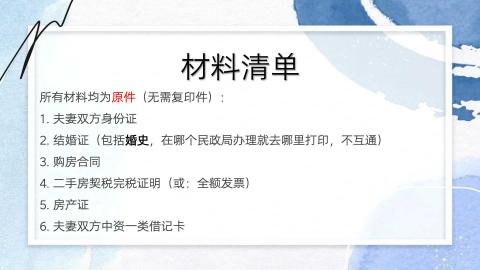 材料清单
所有材料均为原件（无需复印件）：
1. 夫妻双方身份证
2. 结婚证（包括婚史，在哪个民政局办理就去哪里打印，不互通）
3. 购房合同
4. 二手房契税完税证明（或：全额发票）
5. 房产证
6. 夫妻双方中资一类借记卡